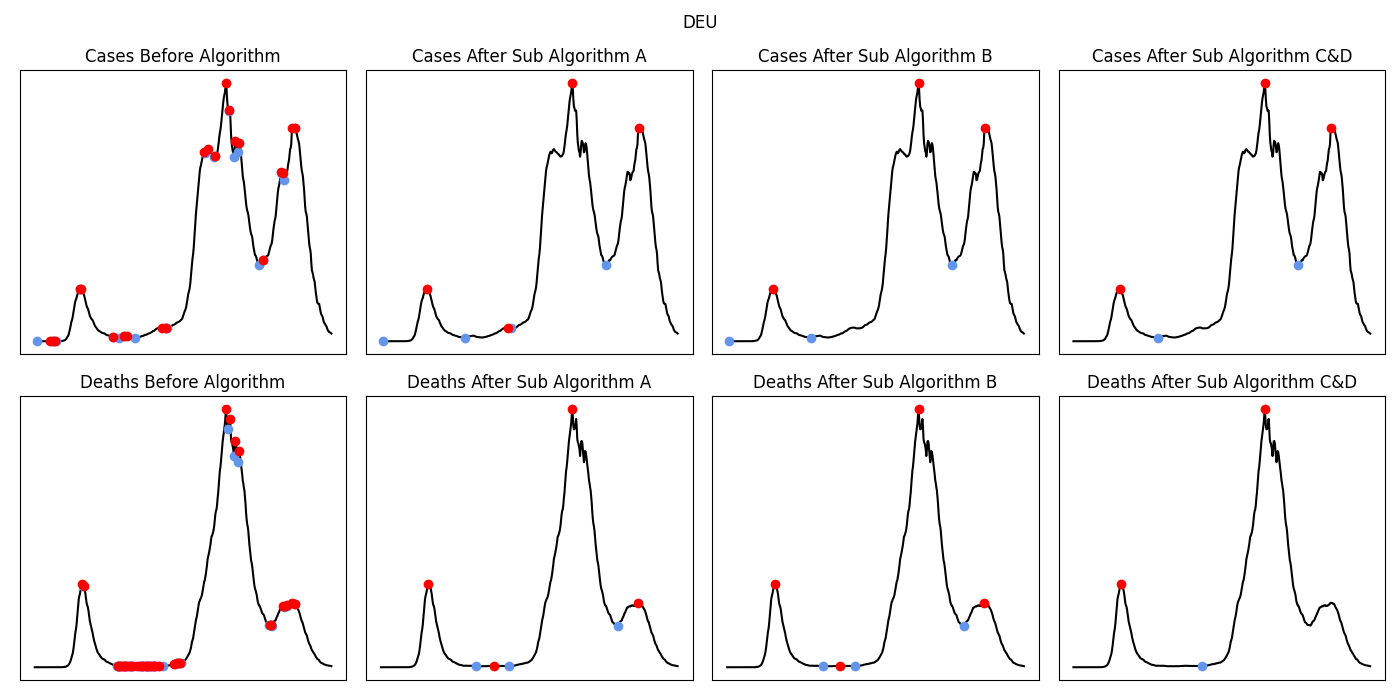 DEU
Cases Before Algorithm
Cases After Sub Algorithm A
Cases After Sub Algorithm B
Cases After Sub Algorithm C&D
Deaths Before Algorithm
Deaths After Sub Algorithm A
Deaths After Sub Algorithm B
Deaths After Sub Algorithm C&D